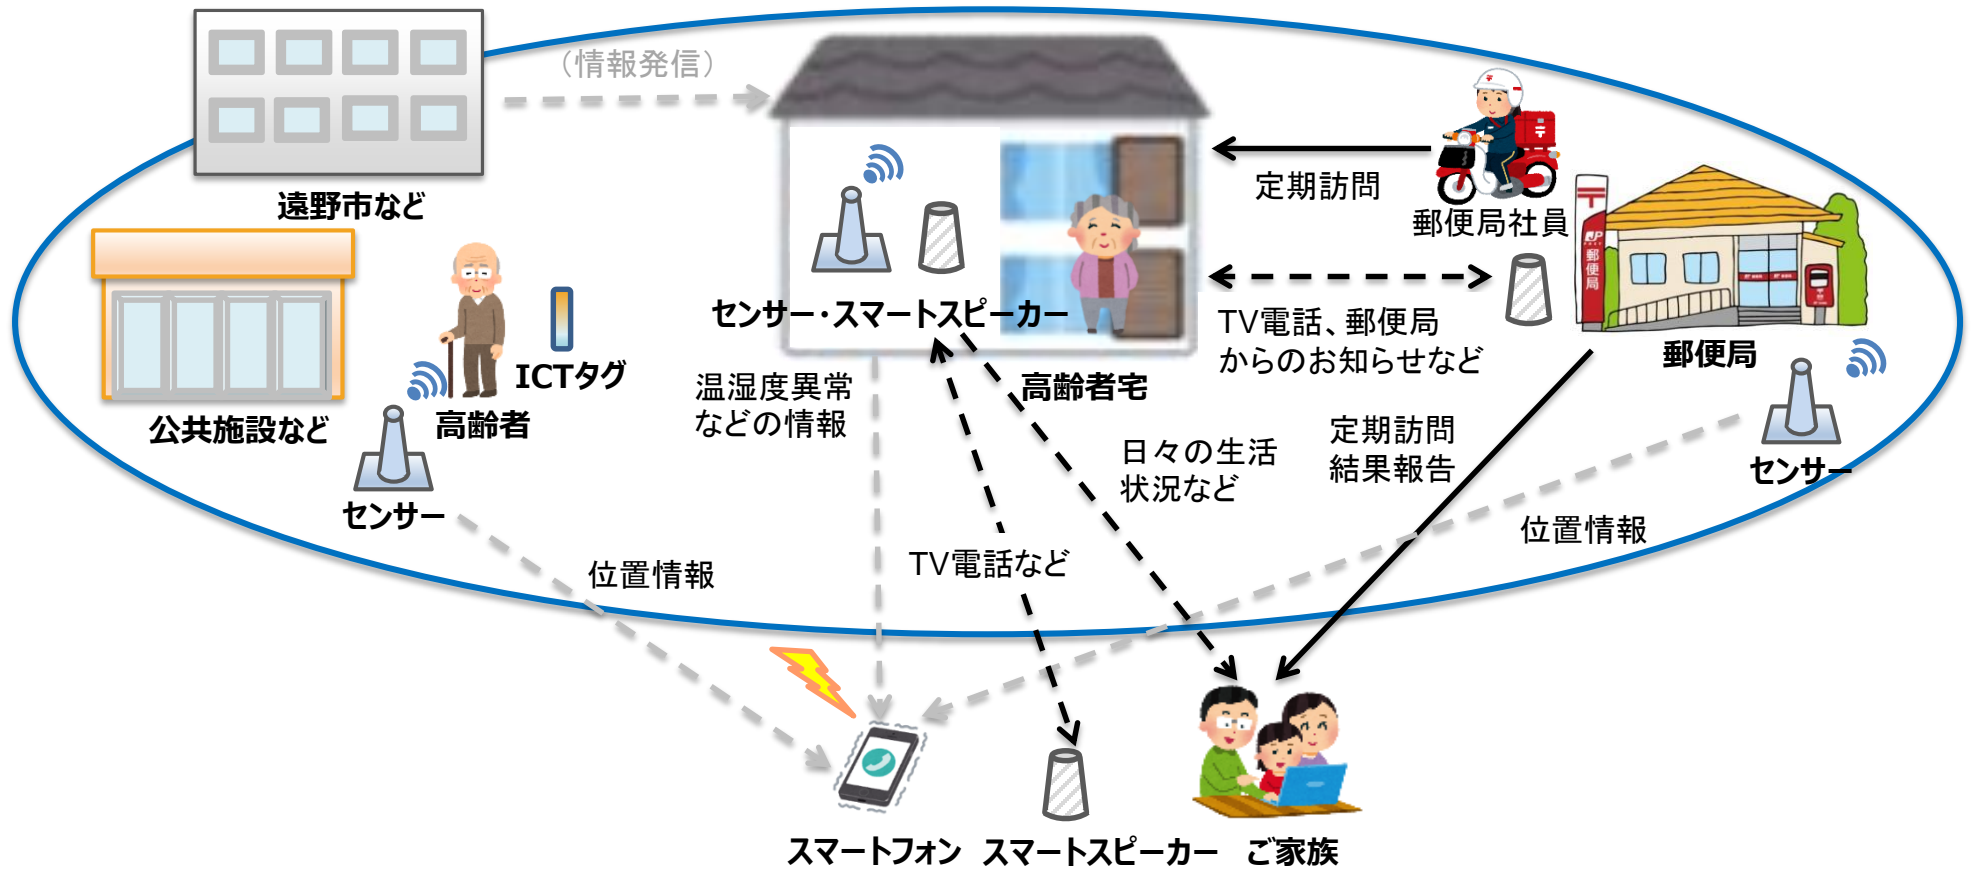 （情報発信）
遠野市など
定期訪問
郵便局社員
JP
郵便局
公共施設など
ICTタグ
高齢者
センサー
センサー・スマートスピーカー
高齢者宅
TV電話、郵便局
からのお知らせなど
郵便局
センサー
温湿度異常
などの情報
日々の生活
状況など
定期訪問
結果報告
位置情報
位置情報
TV電話など
スマートフォン
スマートスピーカー
ご家族